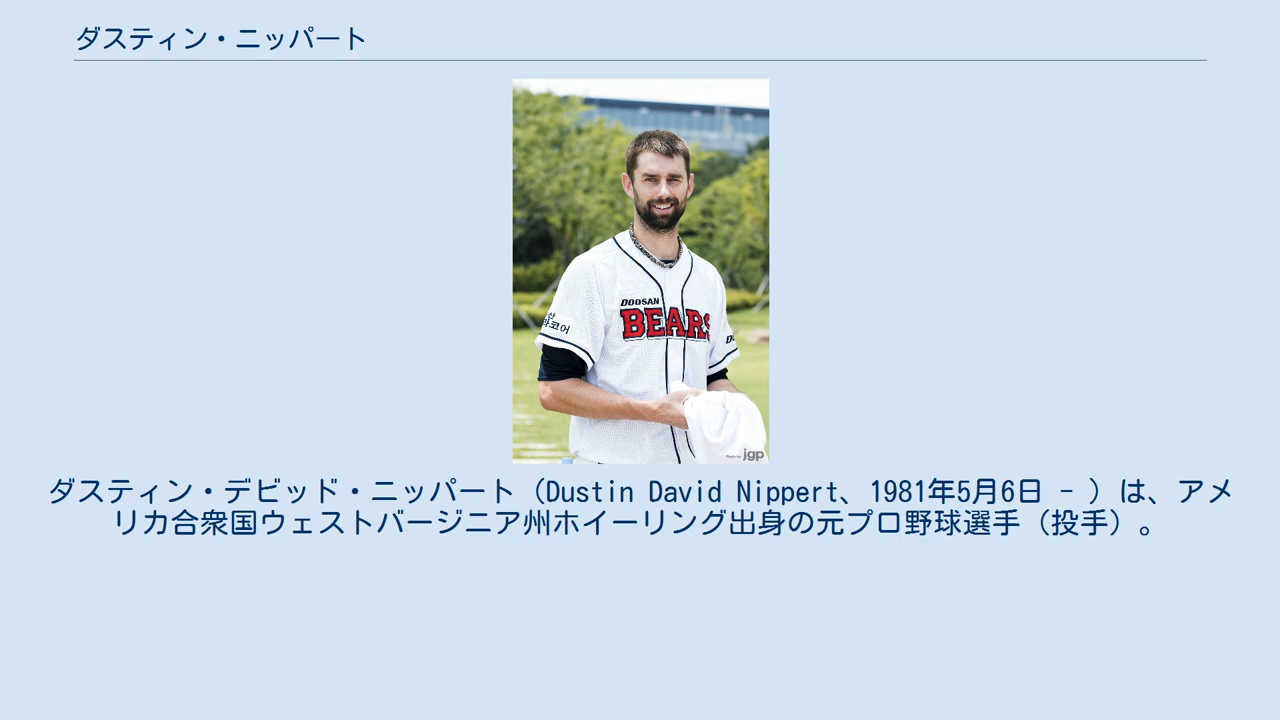 ダスティン・ニッパート
DOOSAN
BEARS
코어
jgp
ダスティン・デビッド・ニッパート（Dustin David Nippert、1981年5月6日 - ）は、アメ
リカ合衆国ウェストバージニア州ホイーリング出身の元プロ野球選手（投手）。